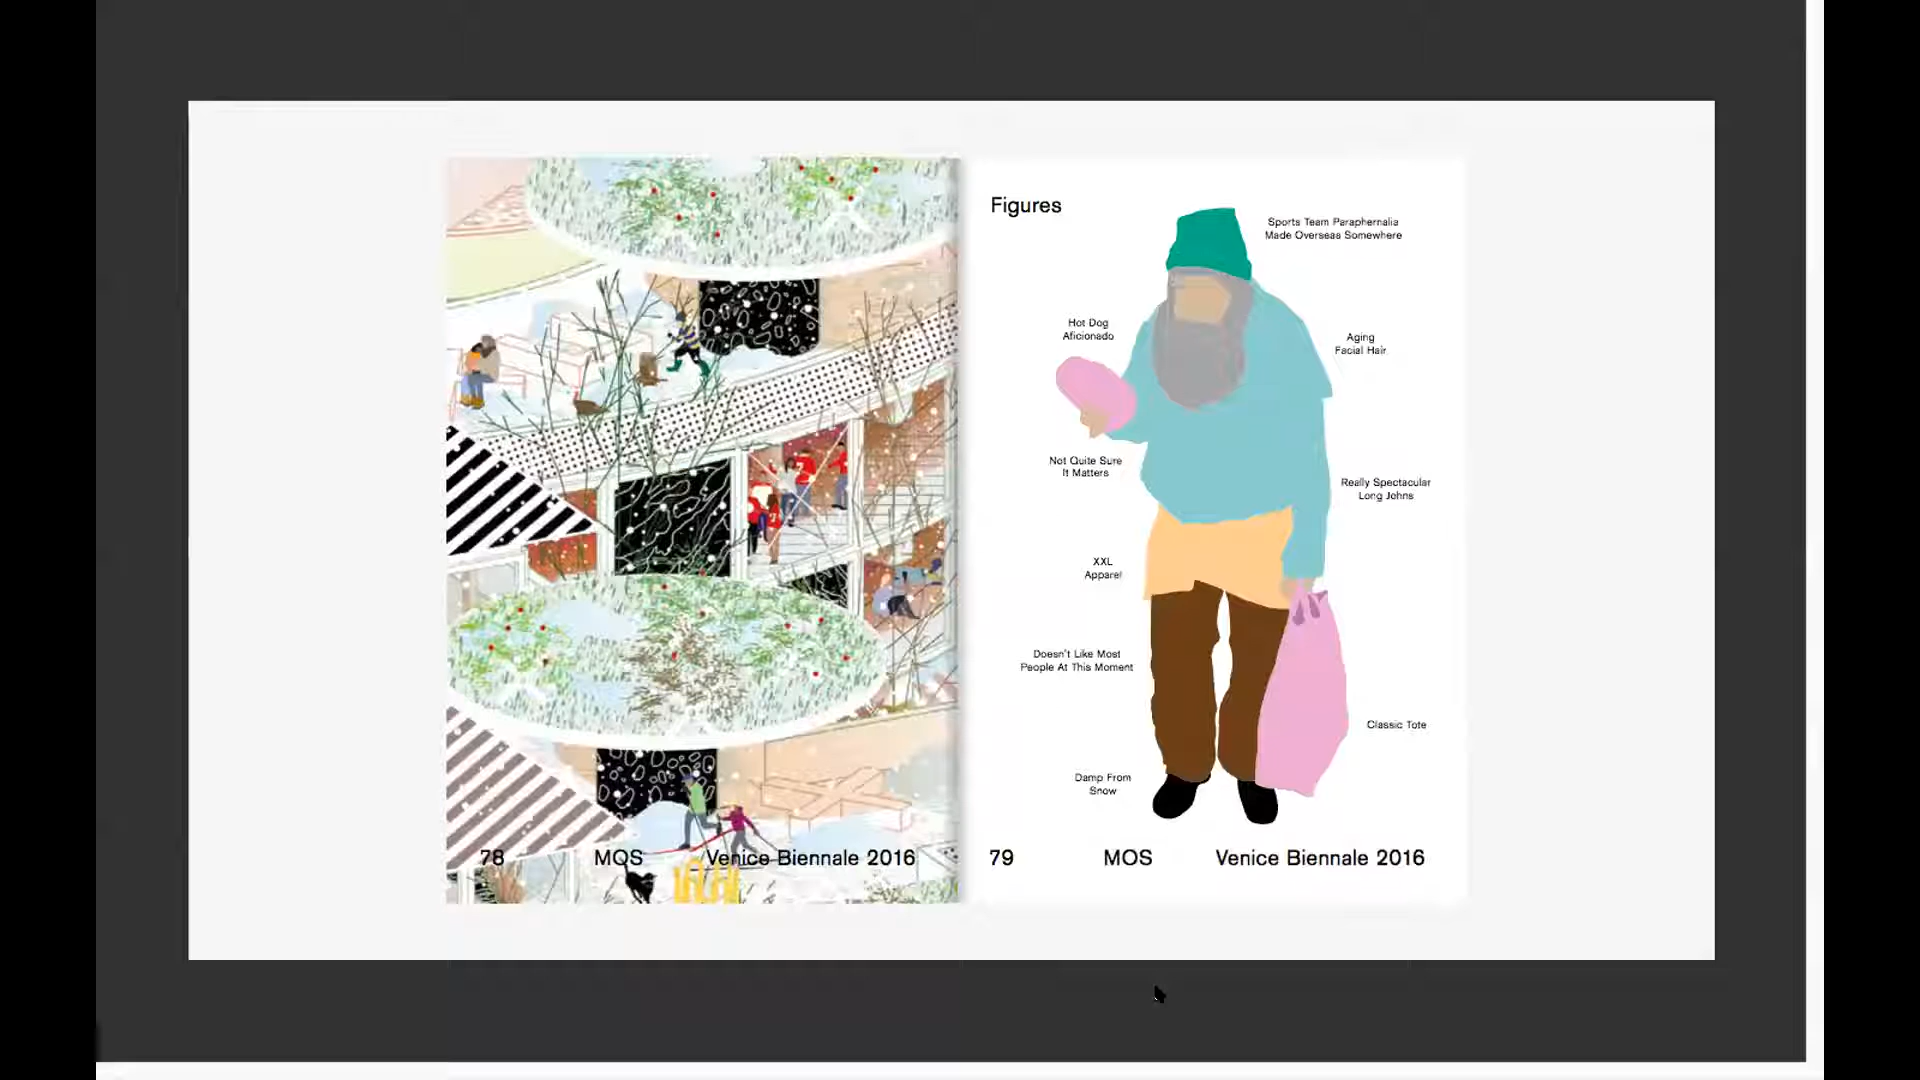 78 MOS Venice Biennale 2016
Figures
Sports Team Paraphernalia
Made Overseas Somewhere
Hot Dog
Aficionado
Aging
Facial Hair
Not Quite Sure
It Matters
Really Spectacular
Long Johns
XXL
Apparel
Doesn't Like Most
People At This Moment
Classic Tote
Damp From
Snow
79 MOS Venice Biennale 2016